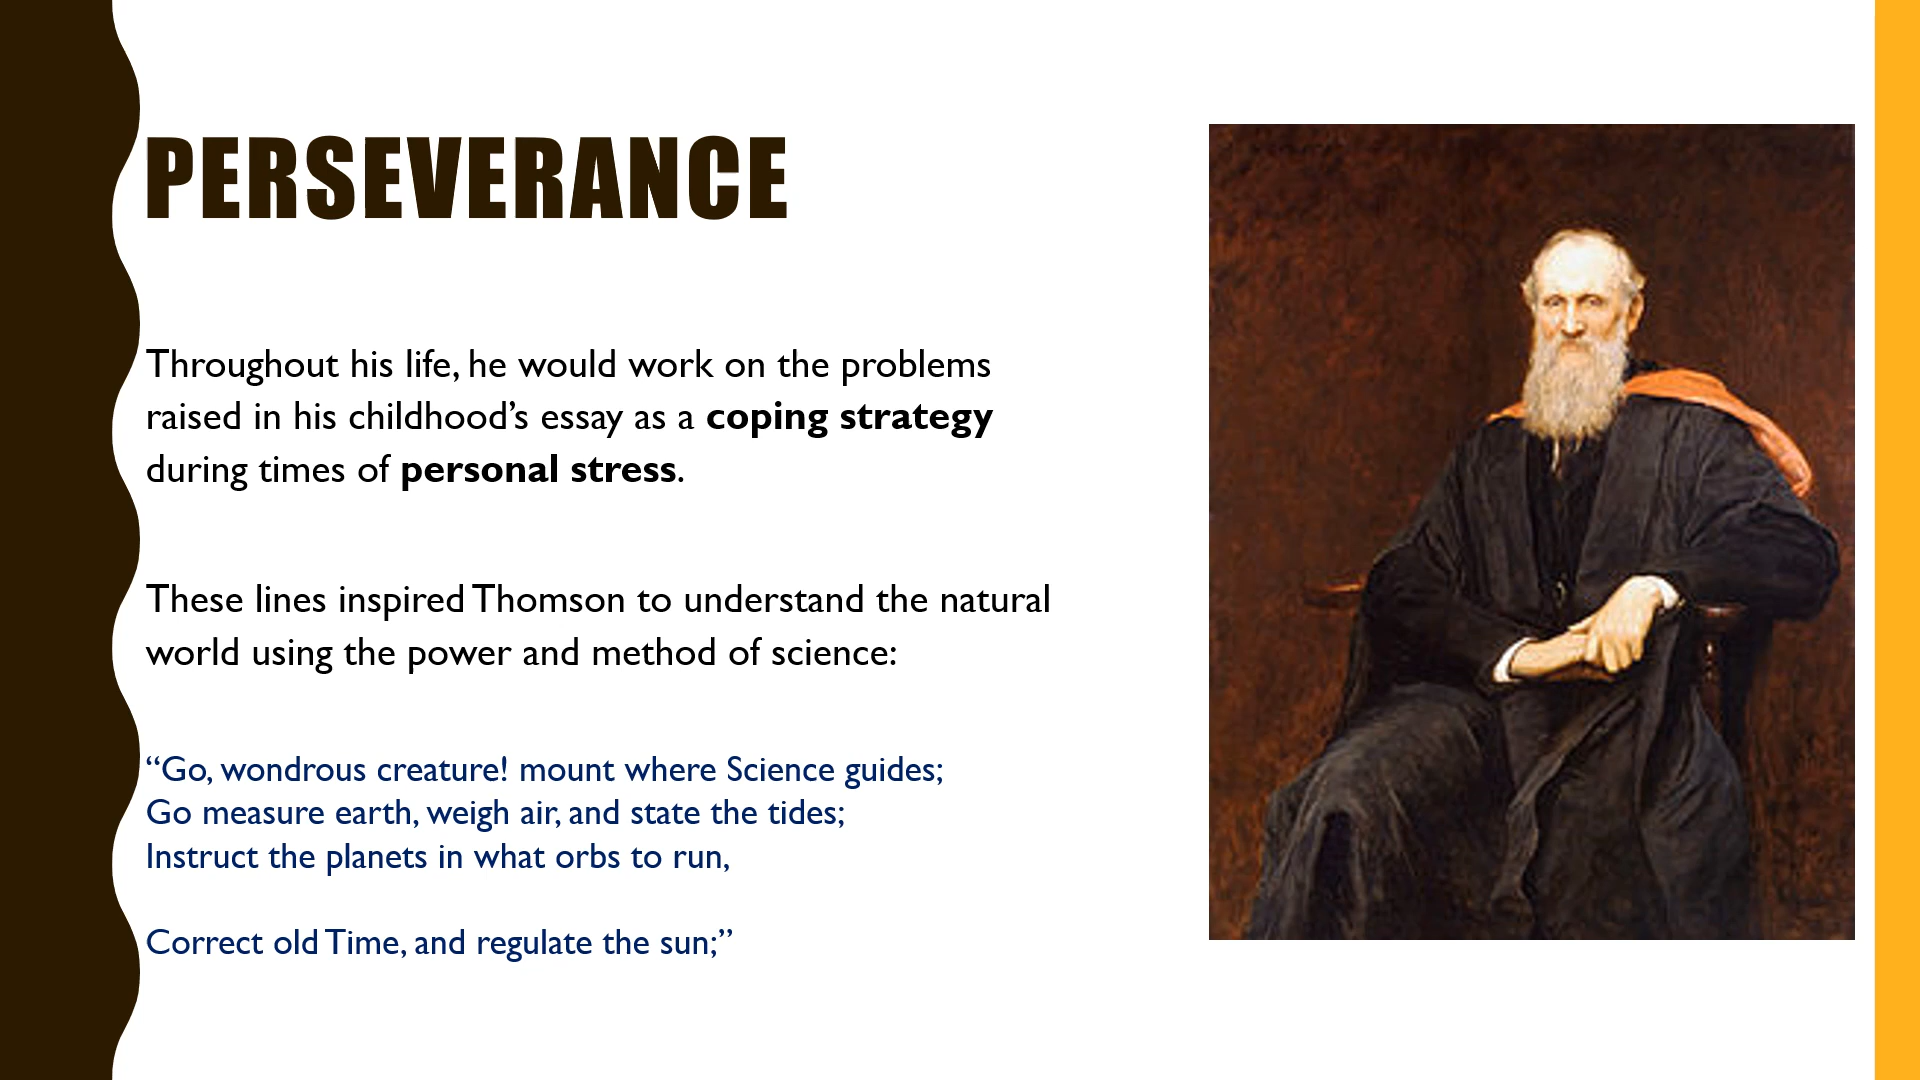 PERSEVERANCE
Throughout his life, he would work on the problems
raised in his childhood’s essay as a coping strategy
during times of personal stress.
These lines inspired Thomson to understand the natural
world using the power and method of science:
“Go, wondrous creature! mount where Science guides;
Go measure earth, weigh air, and state the tides;
Instruct the planets in what orbs to run,
Correct old Time, and regulate the sun;”